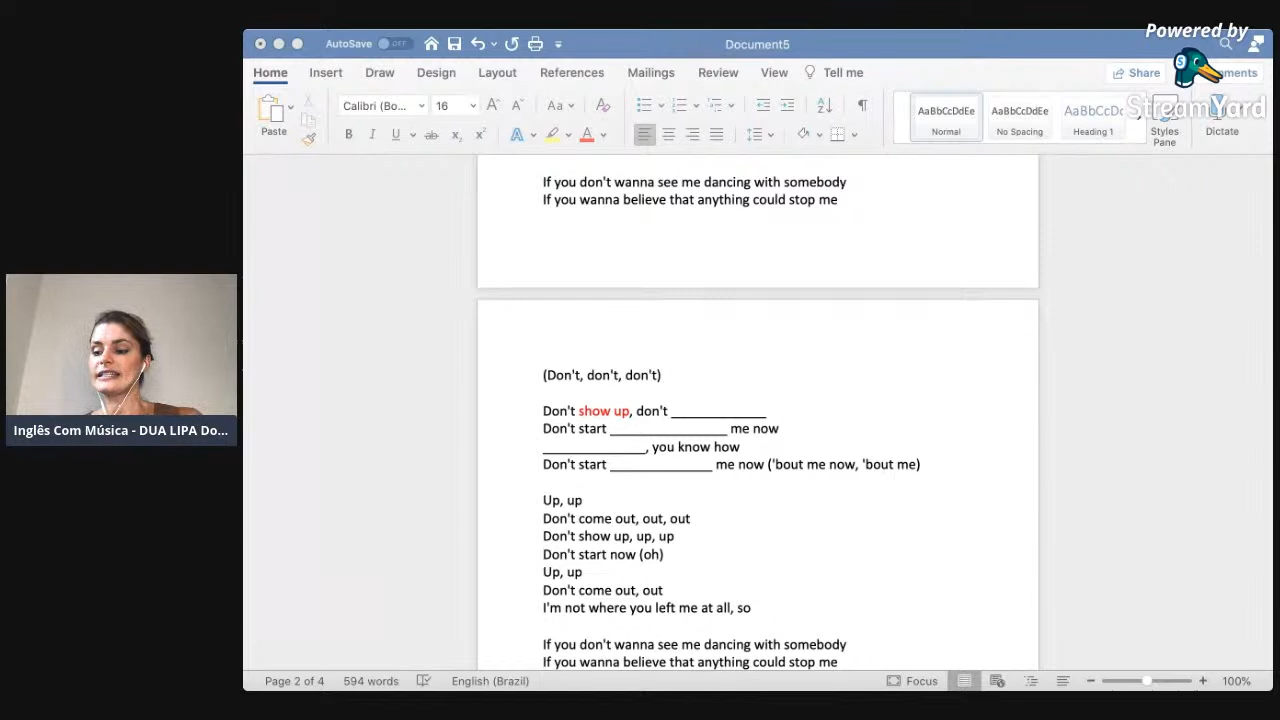 Powered by
StreamYard
AutoSave
OFF
Document5
Home Insert Draw Design Layout References Mailings Review View Tell me
Share
mments
Calibri (Bo...
16
Paste
AaBbCcDdEe
Normal
AaBbCcDdEe
No Spacing
AaBbCcDc
Heading 1
Styles
Pane
Dictate
If you don't wanna see me dancing with somebody
If you wanna believe that anything could stop me
(Don't, don't, don't)
Don't show up, don't _______________
Don't start ___________________ me now
_________________, you know how
Don't start _________________ me now ('bout me now, 'bout me)
Up, up
Don't come out, out, out
Don't show up, up, up
Don't start now (oh)
Up, up
Don't come out, out
I'm not where you left me at all, so
If you don't wanna see me dancing with somebody
If you wanna believe that anything could stop me
Inglês Com Música - DUA LIPA Do...
Page 2 of 4
594 words
English (Brazil)
Focus
100%